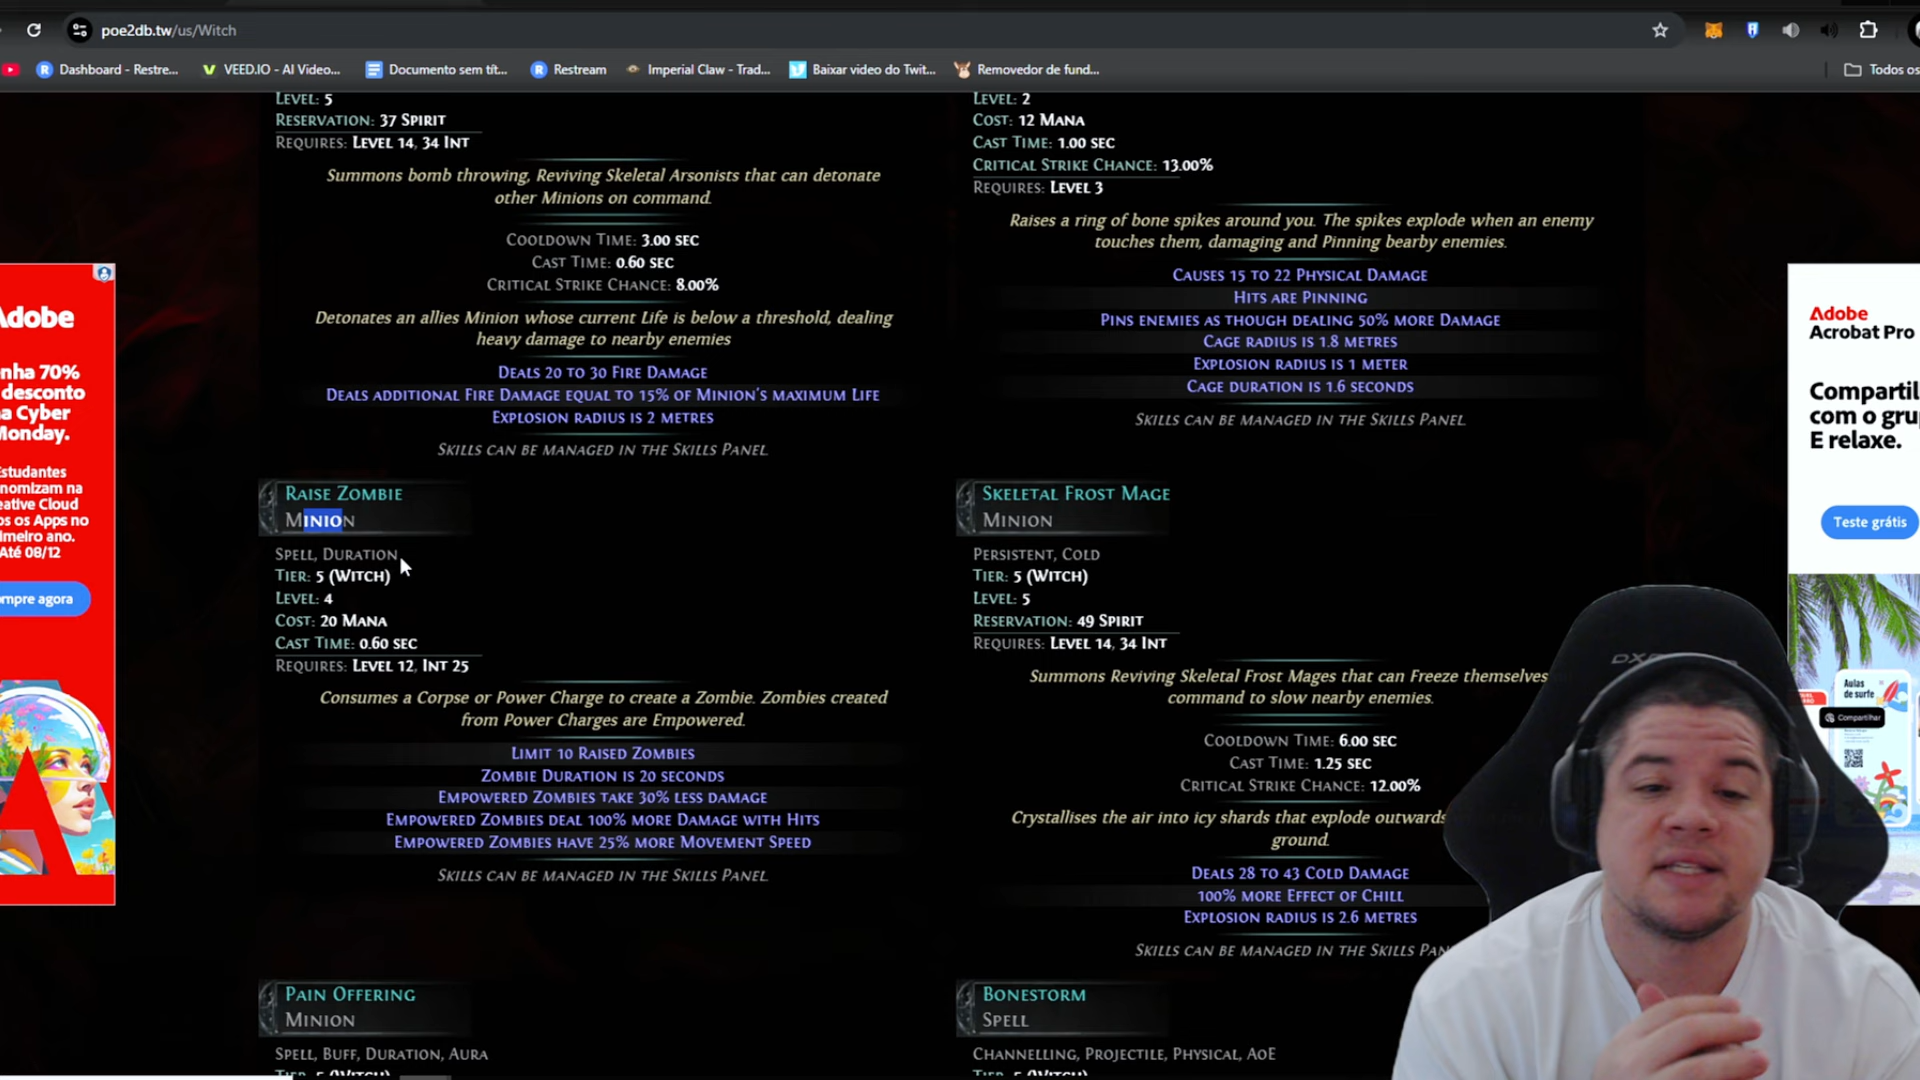 poe2db.tw/us/Witch
Dashboard - Restre...
VEED.IO - AI Video...
Documento sem tít...
Restream
Imperial Claw - Trad...
Baixar video do Twit...
Removedor de fund...
Todos os
LEVEL: 5
RESERVATION: 37 SPIRIT
REQUIRES: LEVEL 14, 34 INT
Summons bomb throwing, Reviving Skeletal Arsonists that can detonate
other Minions on command.
COOLDOWN TIME: 3.00 SEC
CAST TIME: 0.60 SEC
CRITICAL STRIKE CHANCE: 8.00%
Detonates an allies Minion whose current Life is below a threshold, dealing
heavy damage to nearby enemies
DEALS 20 TO 30 FIRE DAMAGE
DEALS ADDITIONAL FIRE DAMAGE EQUAL TO 15% OF MINION'S MAXIMUM LIFE
EXPLOSION RADIUS IS 2 METRES
SKILLS CAN BE MANAGED IN THE SKILLS PANEL.
LEVEL: 2
COST: 12 MANA
CAST TIME: 1.00 SEC
CRITICAL STRIKE CHANCE: 13.00%
REQUIRES: LEVEL 3
Raises a ring of bone spikes around you. The spikes explode when an enemy
touches them, damaging and Pinning bearby enemies.
CAUSES 15 TO 22 PHYSICAL DAMAGE
HITS ARE PINNING
PINS ENEMIES AS THOUGH DEALING 50% MORE DAMAGE
CAGE RADIUS IS 1.8 METRES
EXPLOSION RADIUS IS 1 METER
CAGE DURATION IS 1.6 SECONDS
SKILLS CAN BE MANAGED IN THE SKILLS PANEL.
RAISE ZOMBIE
MINION
SPELL, DURATION
TIER: 5 (WITCH)
LEVEL: 4
COST: 20 MANA
CAST TIME: 0.60 SEC
REQUIRES: LEVEL 12, INT 25
Consumes a Corpse or Power Charge to create a Zombie. Zombies created
from Power Charges are Empowered.
LIMIT 10 RAISED ZOMBIES
ZOMBIE DURATION IS 20 SECONDS
EMPOWERED ZOMBIES TAKE 30% LESS DAMAGE
EMPOWERED ZOMBIES DEAL 100% MORE DAMAGE WITH HITS
EMPOWERED ZOMBIES HAVE 25% MORE MOVEMENT SPEED
SKILLS CAN BE MANAGED IN THE SKILLS PANEL.
SKELETAL FROST MAGE
MINION
PERSISTENT, COLD
TIER: 5 (WITCH)
LEVEL: 5
RESERVATION: 49 SPIRIT
REQUIRES: LEVEL 14, 34 INT
Summons Reviving Skeletal Frost Mages that can Freeze themselves
command to slow nearby enemies.
COOLDOWN TIME: 6.00 SEC
CAST TIME: 1.25 SEC
CRITICAL STRIKE CHANCE: 12.00%
Crystallises the air into icy shards that explode outwards
ground.
DEALS 28 TO 43 COLD DAMAGE
100% MORE EFFECT OF CHILL
EXPLOSION RADIUS IS 2.6 METRES
SKILLS CAN BE MANAGED IN THE SKILLS PAN
PAIN OFFERING
MINION
SPELL, BUFF, DURATION, AURA
TIER: 5 (WITCH)
BONESTORM
SPELL
CHANNELLING, PROJECTILE, PHYSICAL, AOE
TIER: 5 (WITCH)
Adobe
nha 70%
desconto
a Cyber
Monday.
Estudantes
nomizam na
eative Cloud
os os Apps no
imeiro ano.
Até 08/12
ompre agora
Adobe
Acrobat Pro
Compartil
com o gru
E relaxe.
Teste grátis
Aulas
de surfe
Compartilhar
DX